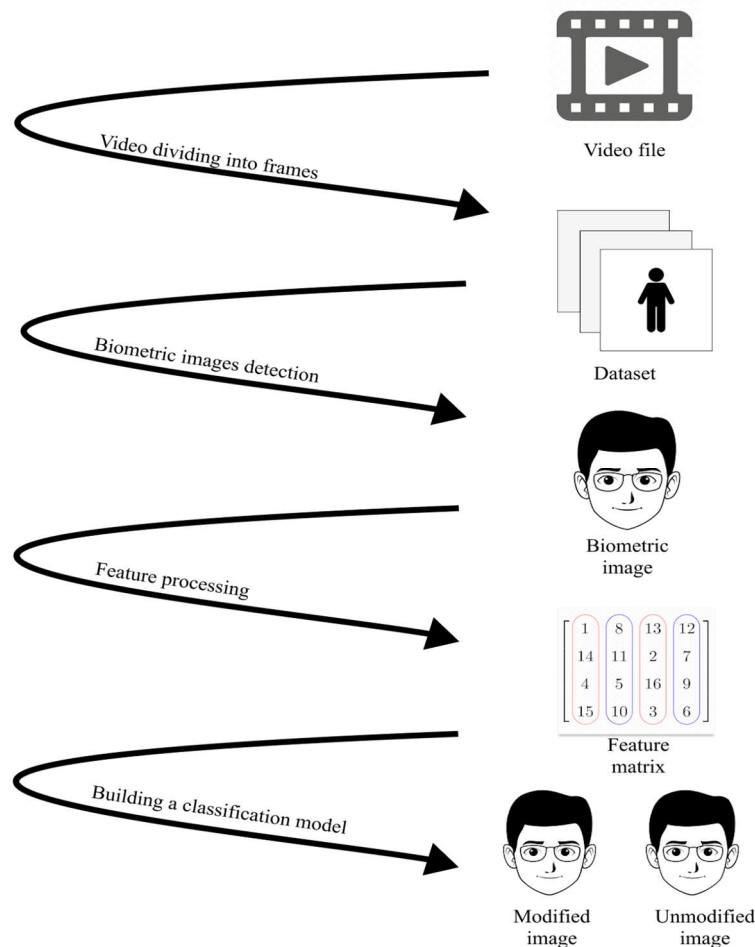 Video file
Video dividing into frames
Dataset
Biometric images detection
Biometric
image
Feature processing
1 8 13 12
14 11 2 7
4 5 16 9
15 10 3 6
Feature
matrix
Building a classification model
Modified
image
Unmodified
image